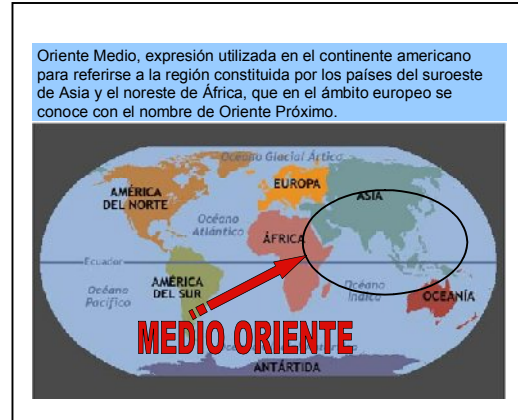 Oriente Medio, expresión utilizada en el continente americano
para referirse a la región constituida por los países del suroeste
de Asia y el noreste de África, que en el ámbito europeo se
conoce con el nombre de Oriente Próximo.
Océano Glacial Ártico
EUROPA
ASIA
AMÉRICA
DEL NORTE
Océano
Atlántico
ÁFRICA
Ecuador
Océano
Pacífico
AMÉRICA
DEL SUR
Océano
Índico
OCEANÍA
MEDIO ORIENTE
ANTÁRTIDA